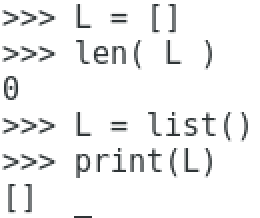 >>> L = []
>>> len( L )
0
>>> L = list()
>>> print(L)
[] _